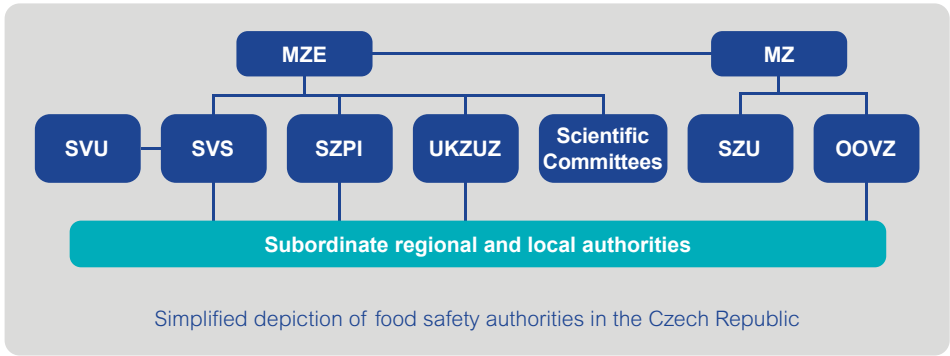 MZE
MZ
SVU
SVS
SZPI
UKZUZ
Scientific
Committees
SZU
OOVZ
Subordinate regional and local authorities
Simplified depiction of food safety authorities in the Czech Republic